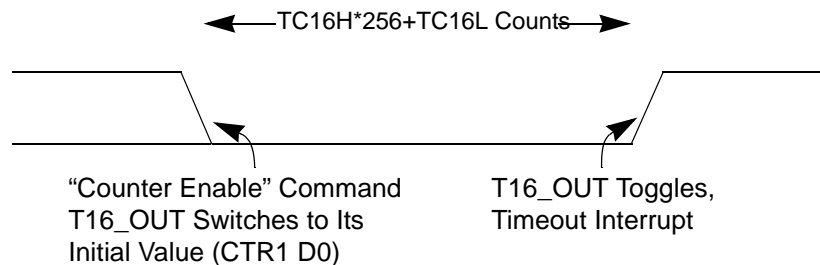 TC16H*256+TC16L Counts
“Counter Enable” Command
T16_OUT Switches to Its
Initial Value (CTR1 D0)
T16_OUT Toggles,
Timeout Interrupt